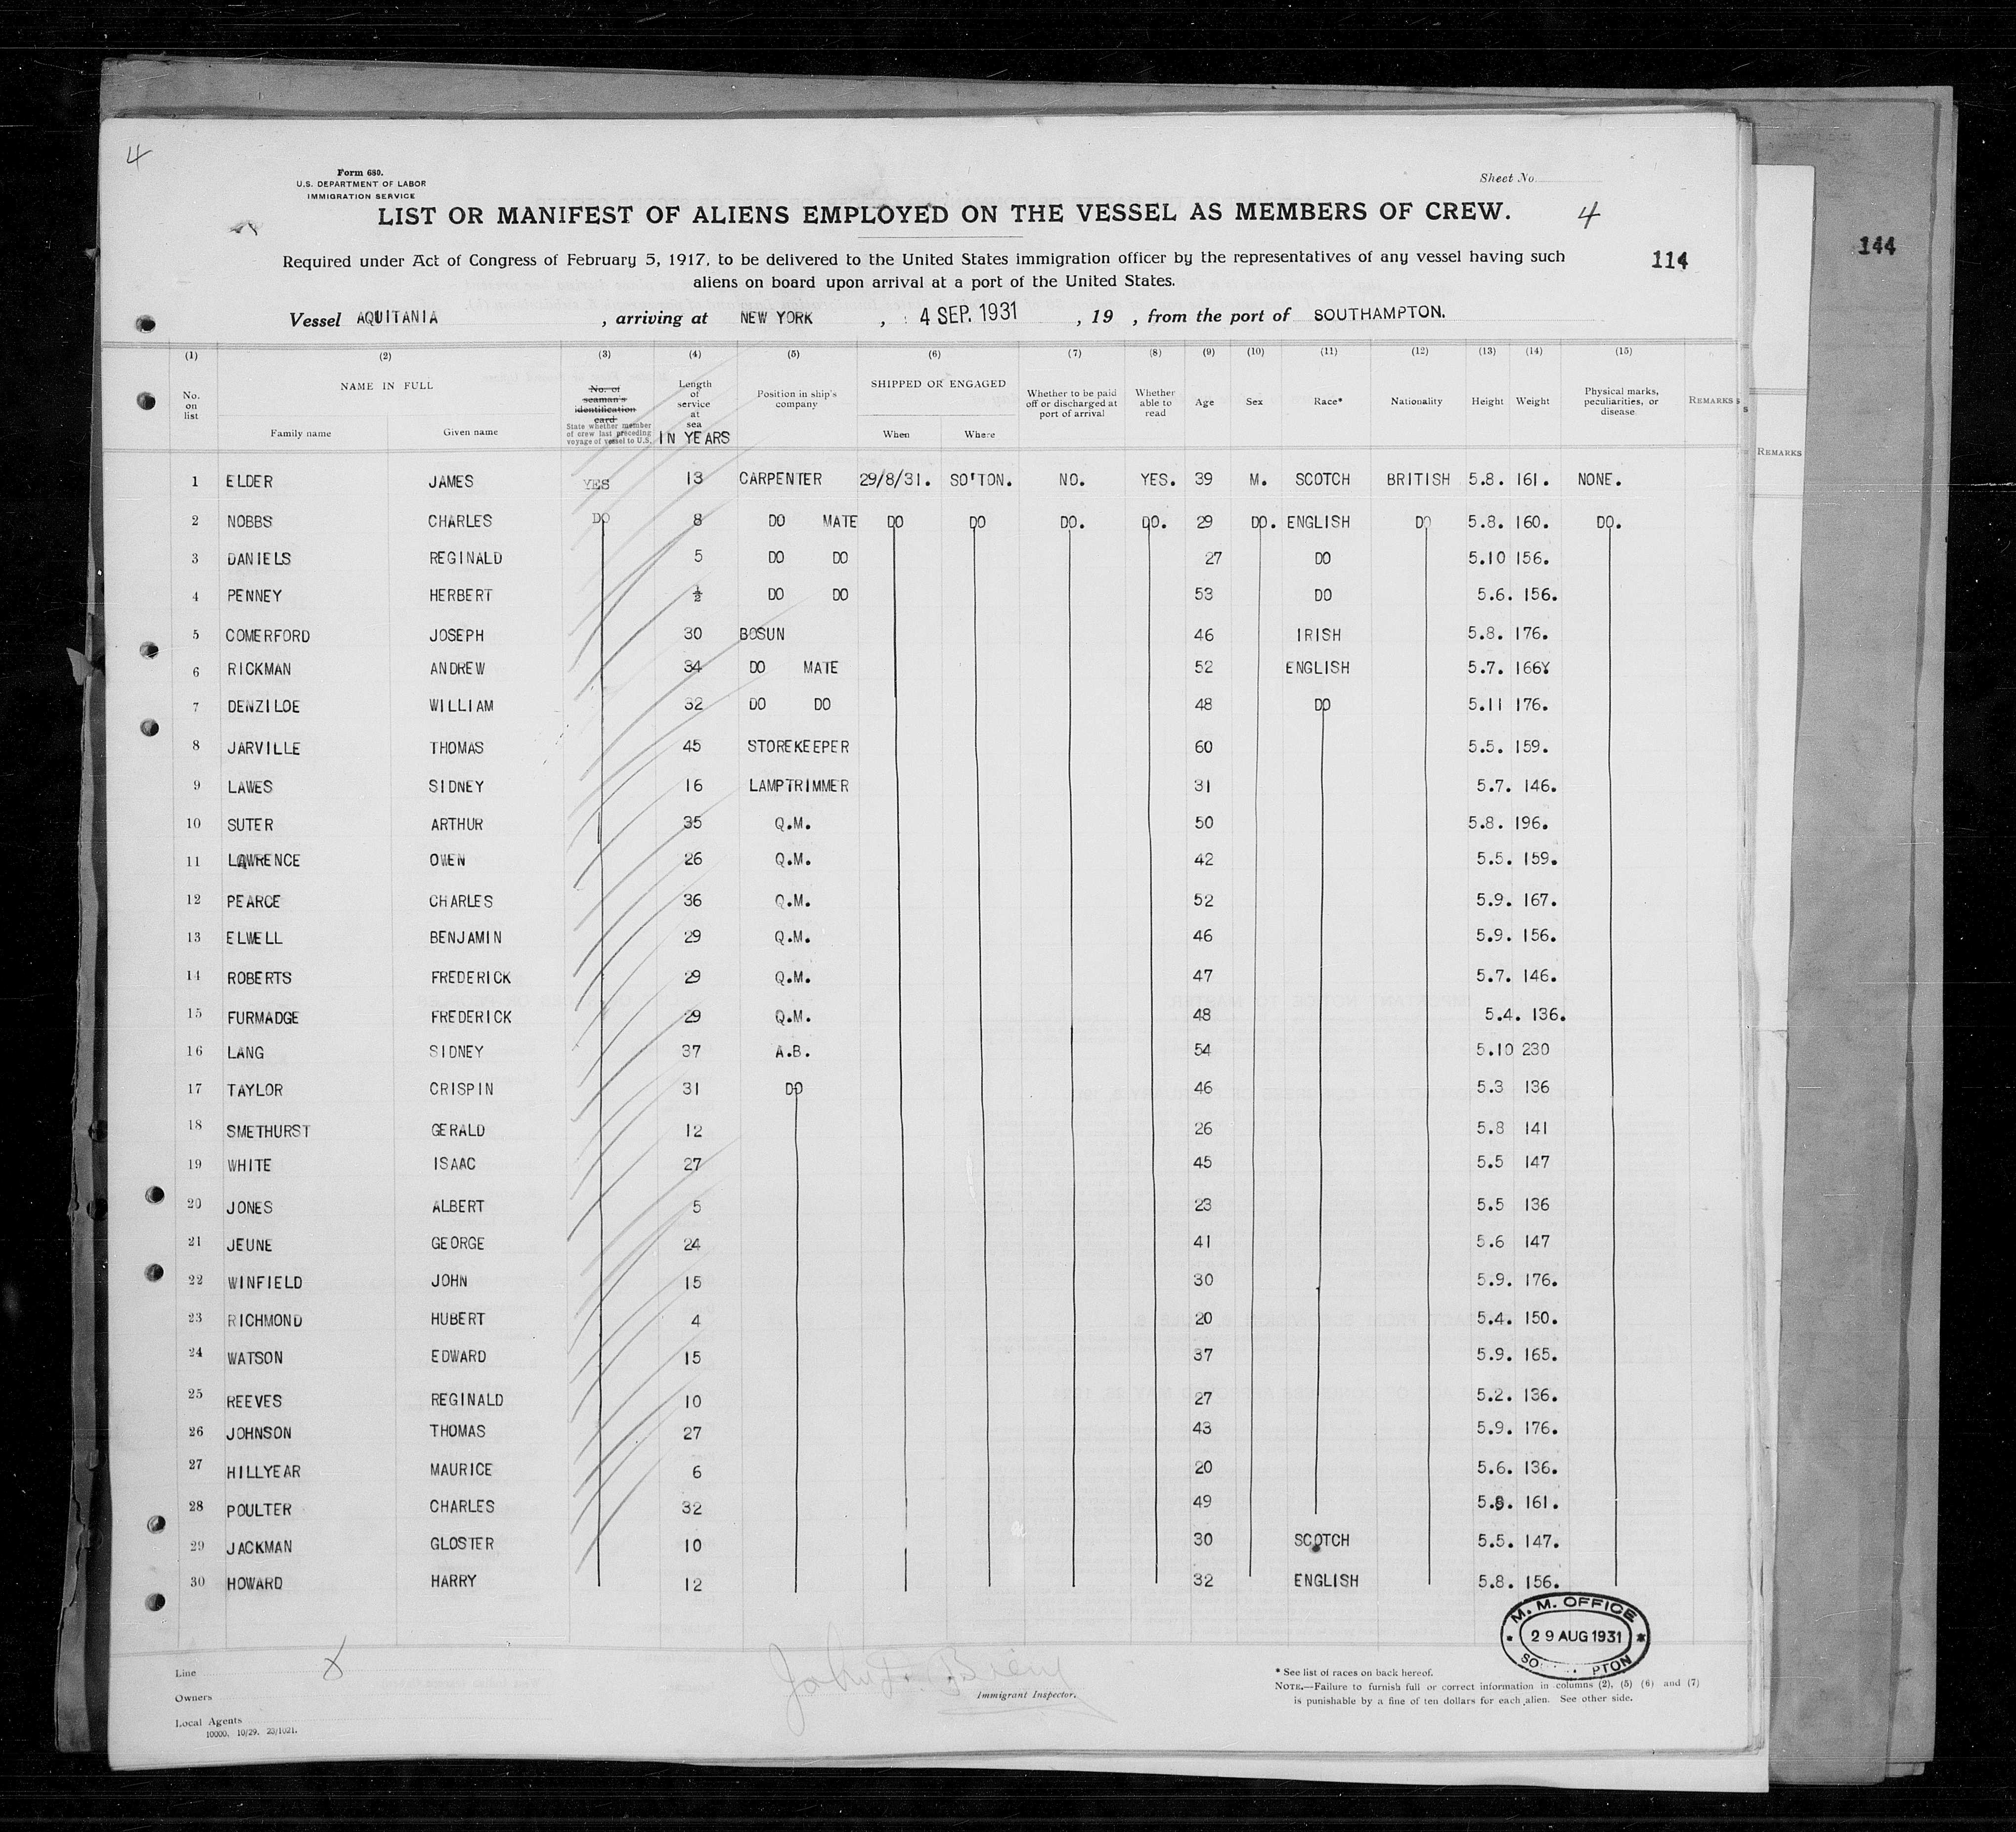 4
Form 680.
U.S. DEPARTMENT OF LABOR
IMMIGRATION SERVICE
Sheet No.
LIST OR MANIFEST OF ALIENS EMPLOYED ON THE VESSEL AS MEMBERS OF CREW. 4
114
144
Required under Act of Congress of February 5, 1917, to be delivered to the United States immigration officer by the representatives of any vessel having such
aliens on board upon arrival at a port of the United States.
Vessel AQUITANIA, arriving at NEW YORK, 4 SEP. 1931, 19 , from the port of SOUTHAMPTON.
(1) (2) (3) (4) (5) (6) (7) (8) (9) (10) (11) (12) (13) (14) (15)
No. on list NAME IN FULL Family name Given name No. of seaman's identification card State whether member of crew last preceding voyage of vessel to U.S. Length of service at sea IN YEARS Position in ship's company SHIPPED OR ENGAGED When Where Whether to be paid off or discharged at port of arrival Whether able to read Age Sex Race* Nationality Height Weight Physical marks, peculiarities, or disease REMARKS
REMARKS
1 ELDER JAMES YES 13 CARPENTER 29/8/31. SO'TON. NO. YES. 39 M. SCOTCH BRITISH 5.8. 161. NONE.
2 NOBBS CHARLES DO 8 DO MATE DO DO DO. DO. 29 DO. ENGLISH DO 5.8. 160. DO.
3 DANIELS REGINALD 5 DO DO 27 DO 5.10 156.
4 PENNEY HERBERT ½ DO DO 53 DO 5.6. 156.
5 COMERFORD JOSEPH 30 BOSUN 46 IRISH 5.8. 176.
6 RICKMAN ANDREW 34 DO MATE 52 ENGLISH 5.7. 166
7 DENZILOE WILLIAM 32 DO DO 48 DO 5.11 176.
8 JARVILLE THOMAS 45 STOREKEEPER 60 5.5. 159.
9 LAWES SIDNEY 16 LAMPTRIMMER 31 5.7. 146.
10 SUTER ARTHUR 35 Q.M. 50 5.8. 196.
11 LAWRENCE OWEN 26 Q.M. 42 5.5. 159.
12 PEARCE CHARLES 36 Q.M. 52 5.9. 167.
13 ELWELL BENJAMIN 29 Q.M. 46 5.9. 156.
14 ROBERTS FREDERICK 29 Q.M. 47 5.7. 146.
15 FURMADGE FREDERICK 29 Q.M. 48 5.4. 136.
16 LANG SIDNEY 37 A.B. 54 5.10 230
17 TAYLOR CRISPIN 31 DO 46 5.3 136
18 SMETHURST GERALD 12 26 5.8 141
19 WHITE ISAAC 27 45 5.5 147
20 JONES ALBERT 5 23 5.5 136
21 JEUNE GEORGE 24 41 5.6 147
22 WINFIELD JOHN 15 30 5.9. 176.
23 RICHMOND HUBERT 4 20 5.4. 150.
24 WATSON EDWARD 15 37 5.9. 165.
25 REEVES REGINALD 10 27 5.2. 136.
26 JOHNSON THOMAS 27 43 5.9. 176.
27 HILLYEAR MAURICE 6 20 5.6. 136.
28 POULTER CHARLES 32 49 161.
29 JACKMAN GLOSTER 10 30 SCOTCH 5.5. 147.
30 HOWARD HARRY 12 32 ENGLISH 5.8. 156.
M. M. OFFICE
29 AUG 1931
Line X
Owners
Local Agents
10000. 10/29. 23/1021.
Immigrant Inspector.
* See list of races on back hereof.
NOTE.—Failure to furnish full or correct information in columns (2), (5) (6) and (7)
is punishable by a fine of ten dollars for each alien. See other side.